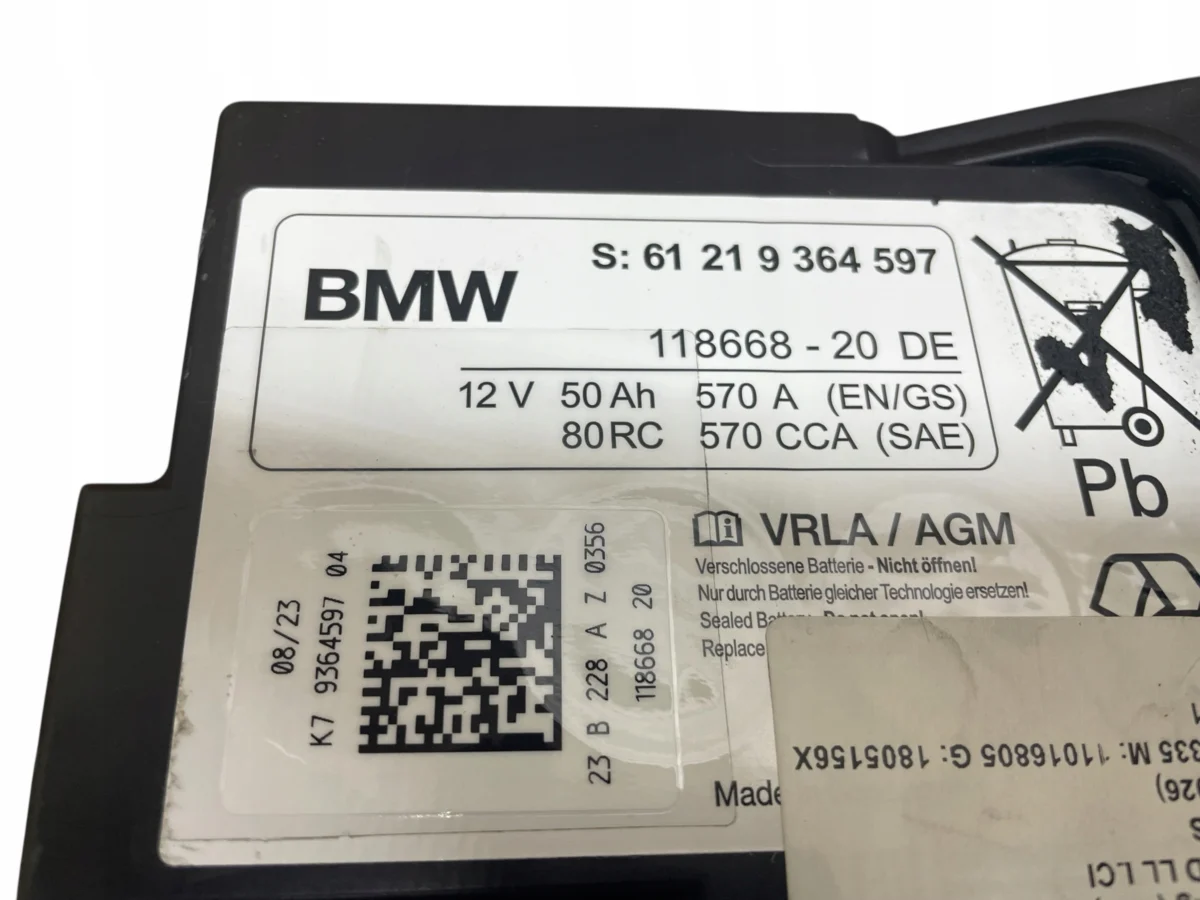 BMW
S: 61 21 9 364 597
118668 - 20 DE
12 V 50 Ah 570 A (EN/GS)
80 RC 570 CCA (SAE)
Pb
VRLA / AGM
Verschlossene Batterie - Nicht öffnen!
Nur durch Batterie gleicher Technologie ersetzen!
Sealed
Replace
08/23
K7 9364597 04
23 B 228 A Z 0356
118668 20
Made
335 M: 11016805 G: 1805156X
D LL LCI